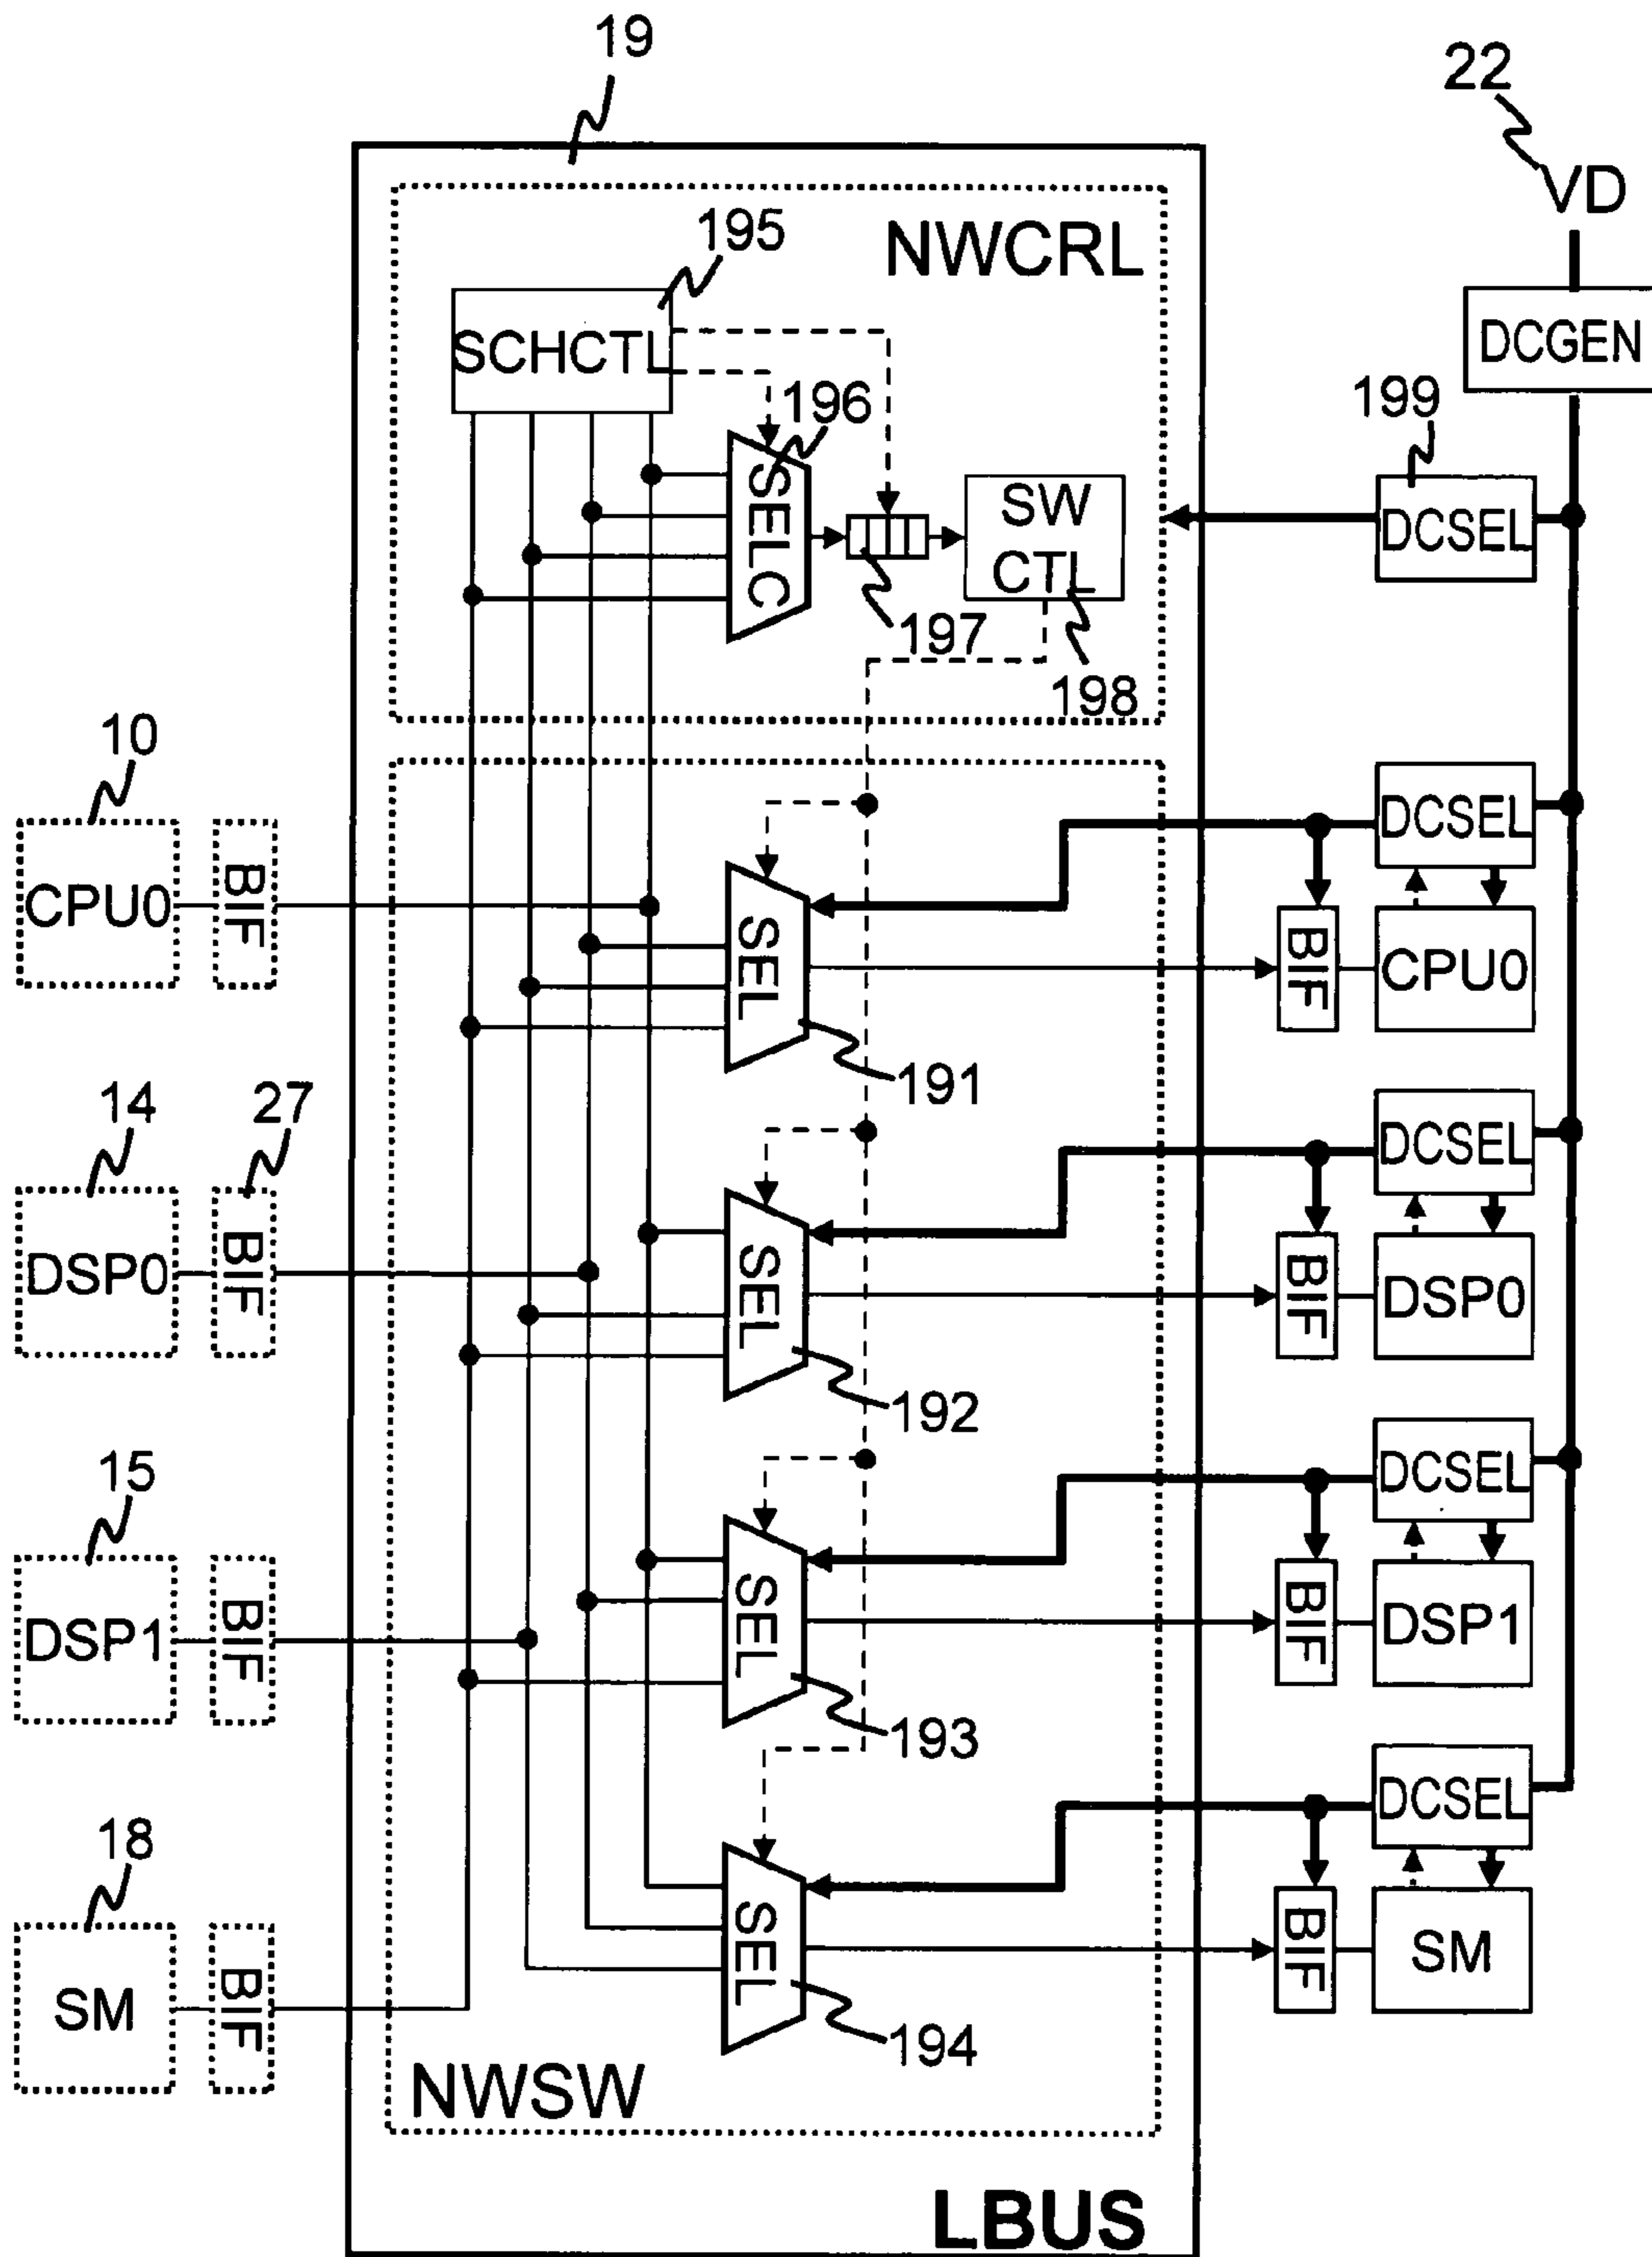 19
22
VD
195
NWCRL
SCHCTL
DCGEN
196
199
SELC
SW
CTL
DCSEL
197
198
10
DCSEL
CPU0
BIF
SEL
BIF
CPU0
191
14
27
DCSEL
DSP0
BIF
SEL
BIF
DSP0
192
15
DCSEL
DSP1
BIF
SEL
BIF
DSP1
193
18
DCSEL
SM
BIF
SEL
BIF
SM
194
NWSW
LBUS